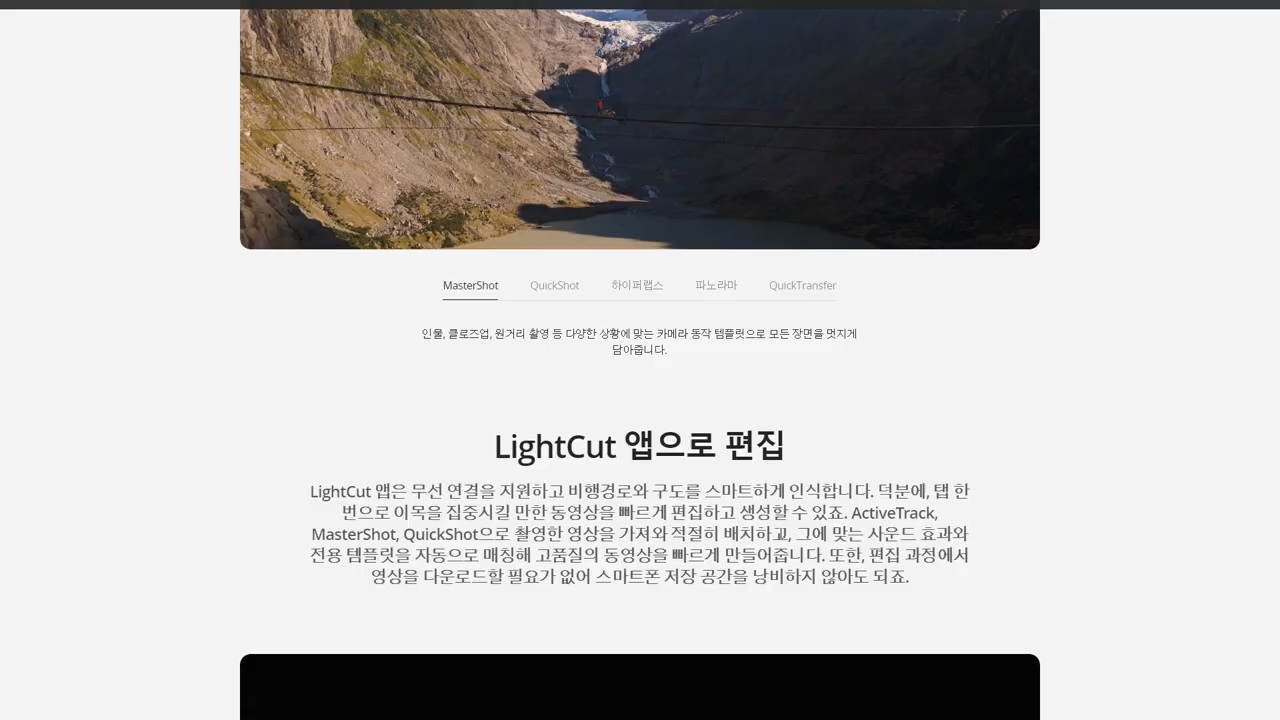 MasterShot QuickShot 하이퍼랩스 파노라마 QuickTransfer
인물, 클로즈업, 원거리 촬영 등 다양한 상황에 맞는 카메라 동작 템플릿으로 모든 장면을 멋지게
담아줍니다.
LightCut 앱으로 편집
LightCut 앱은 무선 연결을 지원하고 비행경로와 구도를 스마트하게 인식합니다. 덕분에, 탭 한
번으로 이목을 집중시킬 만한 동영상을 빠르게 편집하고 생성할 수 있죠. ActiveTrack,
MasterShot, QuickShot으로 촬영한 영상을 가져와 적절히 배치하고, 그에 맞는 사운드 효과와
전용 템플릿을 자동으로 매칭해 고품질의 동영상을 빠르게 만들어줍니다. 또한, 편집 과정에서
영상을 다운로드할 필요가 없어 스마트폰 저장 공간을 낭비하지 않아도 되죠.